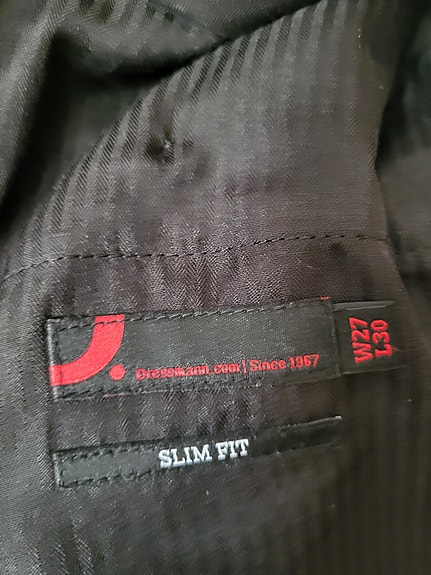 Dressmann.com | Since 1967
W27
L30
SLIM FIT